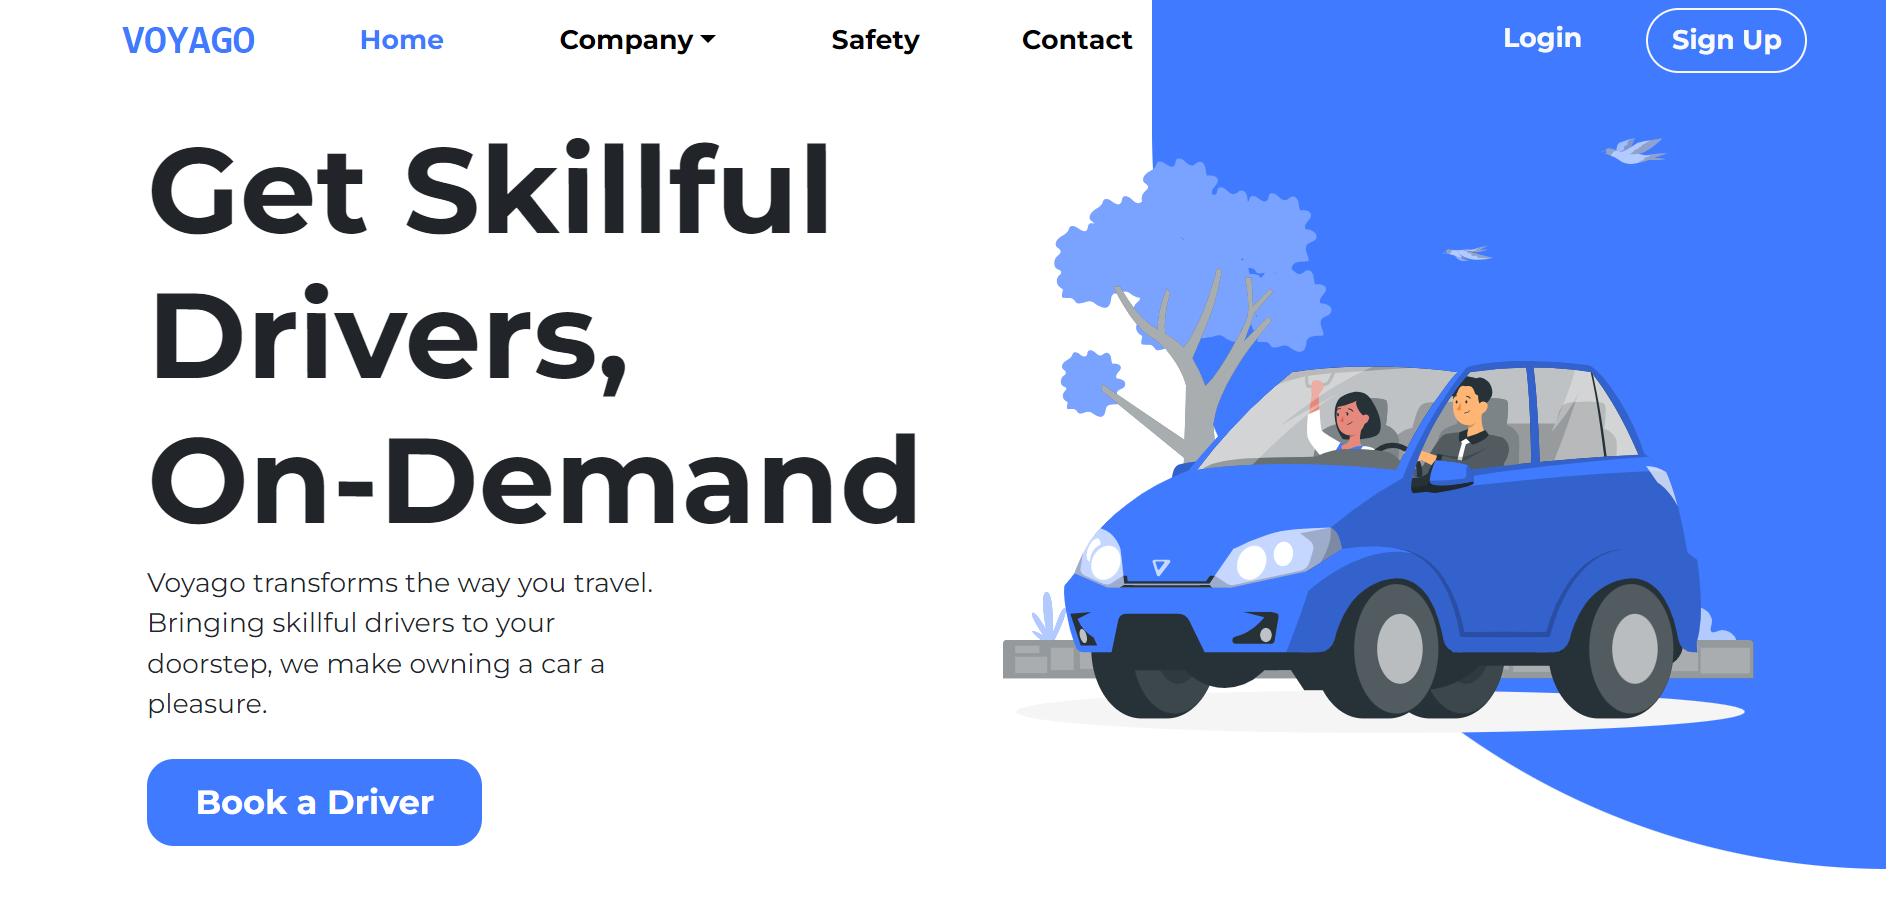 VOYAGO Home Company Safety Contact Login Sign Up
Get Skillful
Drivers,
On-Demand
Voyago transforms the way you travel.
Bringing skillful drivers to your
doorstep, we make owning a car a
pleasure.
Book a Driver